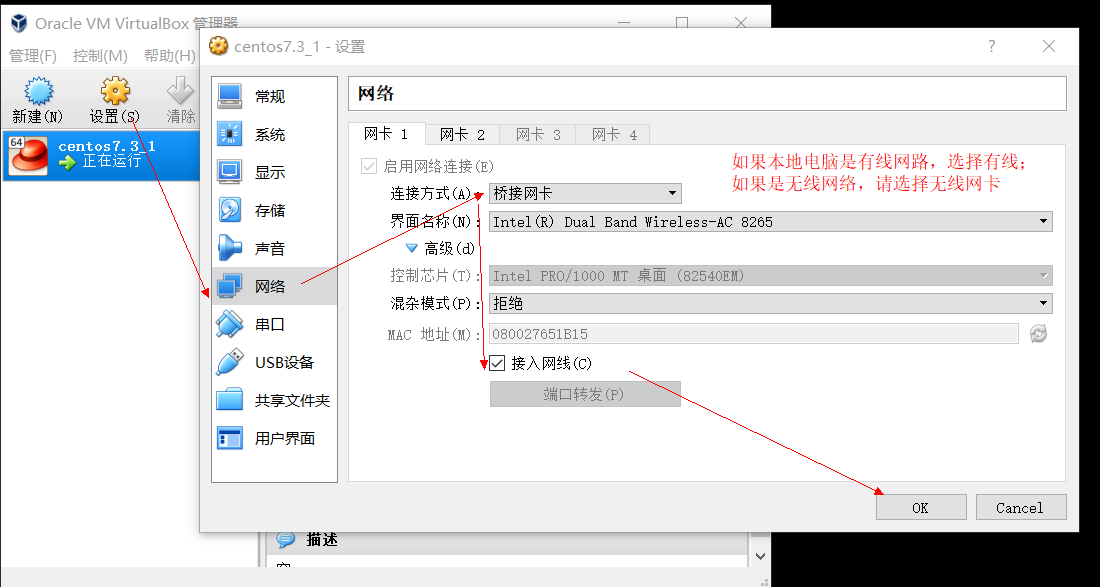 Oracle VM VirtualBox 管理器
管理(F) 控制(M) 帮助(H)
新建(N) 设置(S) 清除
64
centos7.3_1
正在运行
centos7.3_1 - 设置
?
常规
系统
显示
存储
声音
网络
串口
USB设备
共享文件夹
用户界面
网络
网卡 1 网卡 2 网卡 3 网卡 4
启用网络连接(E)
连接方式(A): 桥接网卡
界面名称(N): Intel(R) Dual Band Wireless-AC 8265
高级(d)
控制芯片(T): Intel PRO/1000 MT 桌面 (82540EM)
混杂模式(P): 拒绝
MAC 地址(M): 080027651B15
接入网线(C)
端口转发(P)
如果本地电脑是有线网路，选择有线；
如果是无线网络，请选择无线网卡
OK Cancel
描述